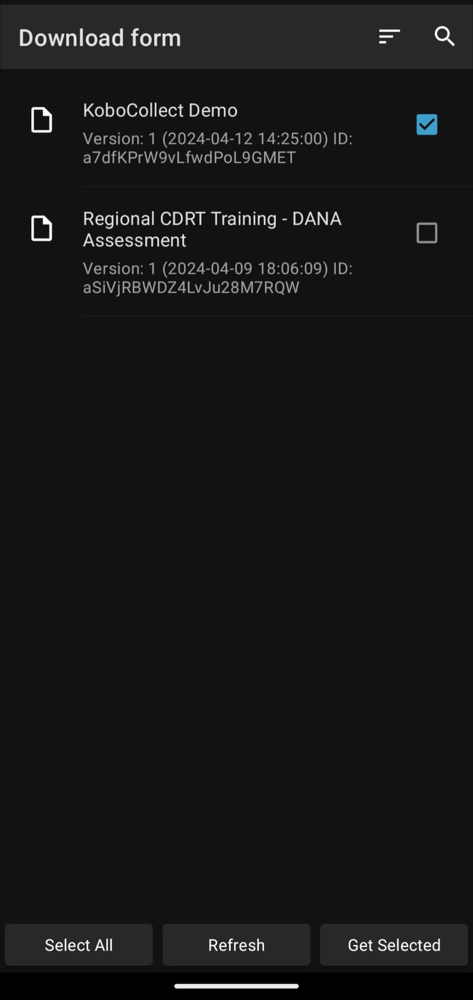 Download form
KoboCollect Demo
Version: 1 (2024-04-12 14:25:00) ID:
a7dfKPrW9vLfwdPoL9GMET
Regional CDRT Training - DANA
Assessment
Version: 1 (2024-04-09 18:06:09) ID:
aSiVjRBWDZ4LvJu28M7RQW
Select All
Refresh
Get Selected